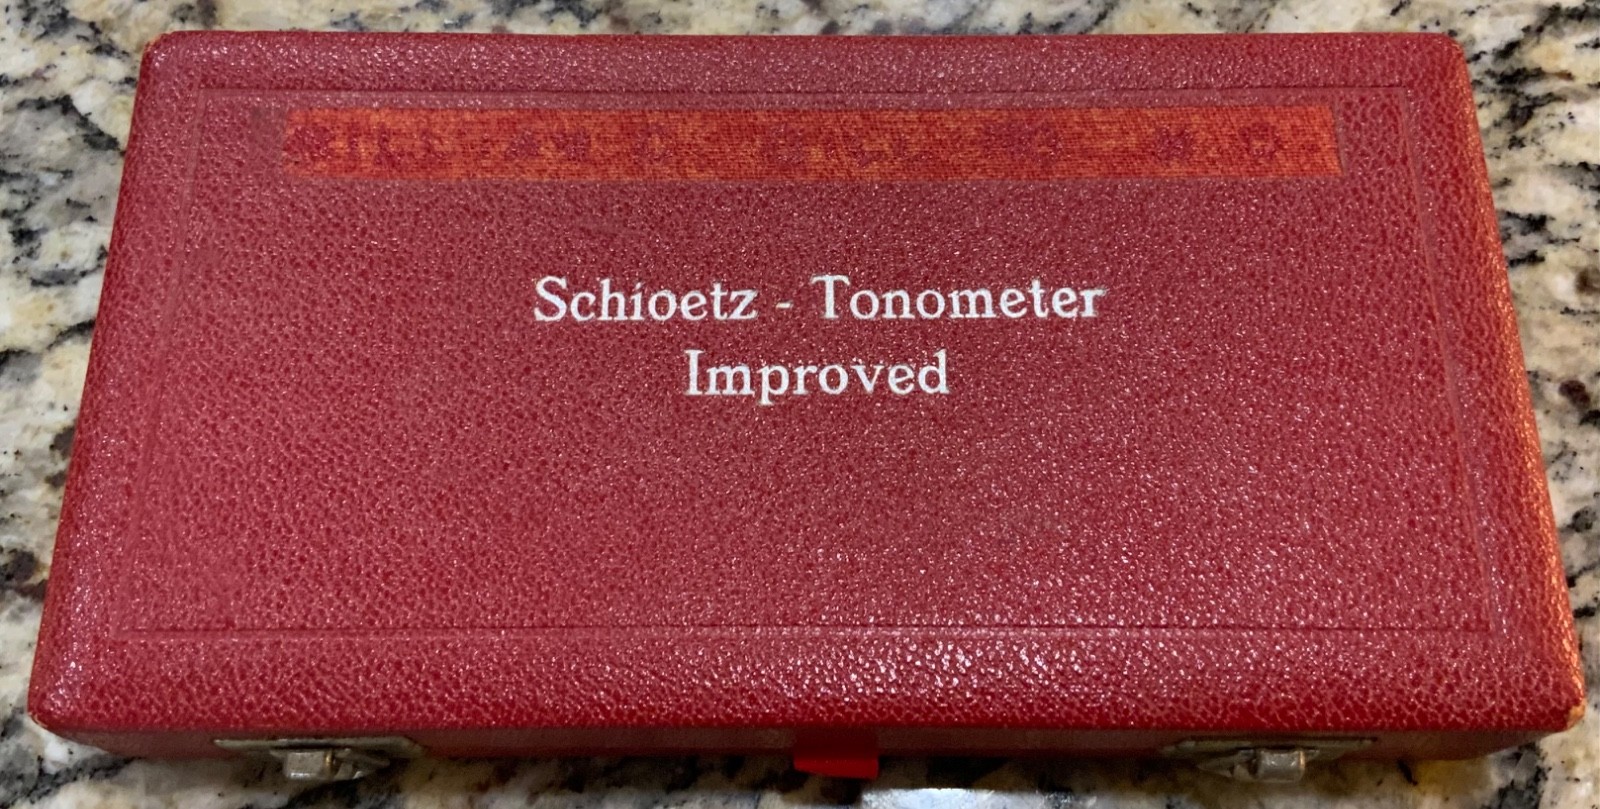 Schioetz - Tonometer
Improved